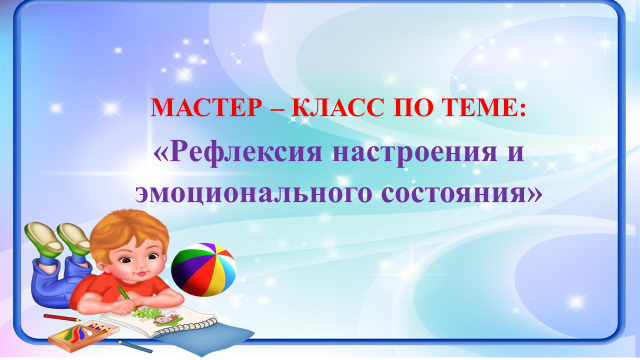 МАСТЕР – КЛАСС ПО ТЕМЕ:
«Рефлексия настроения и
эмоционального состояния»